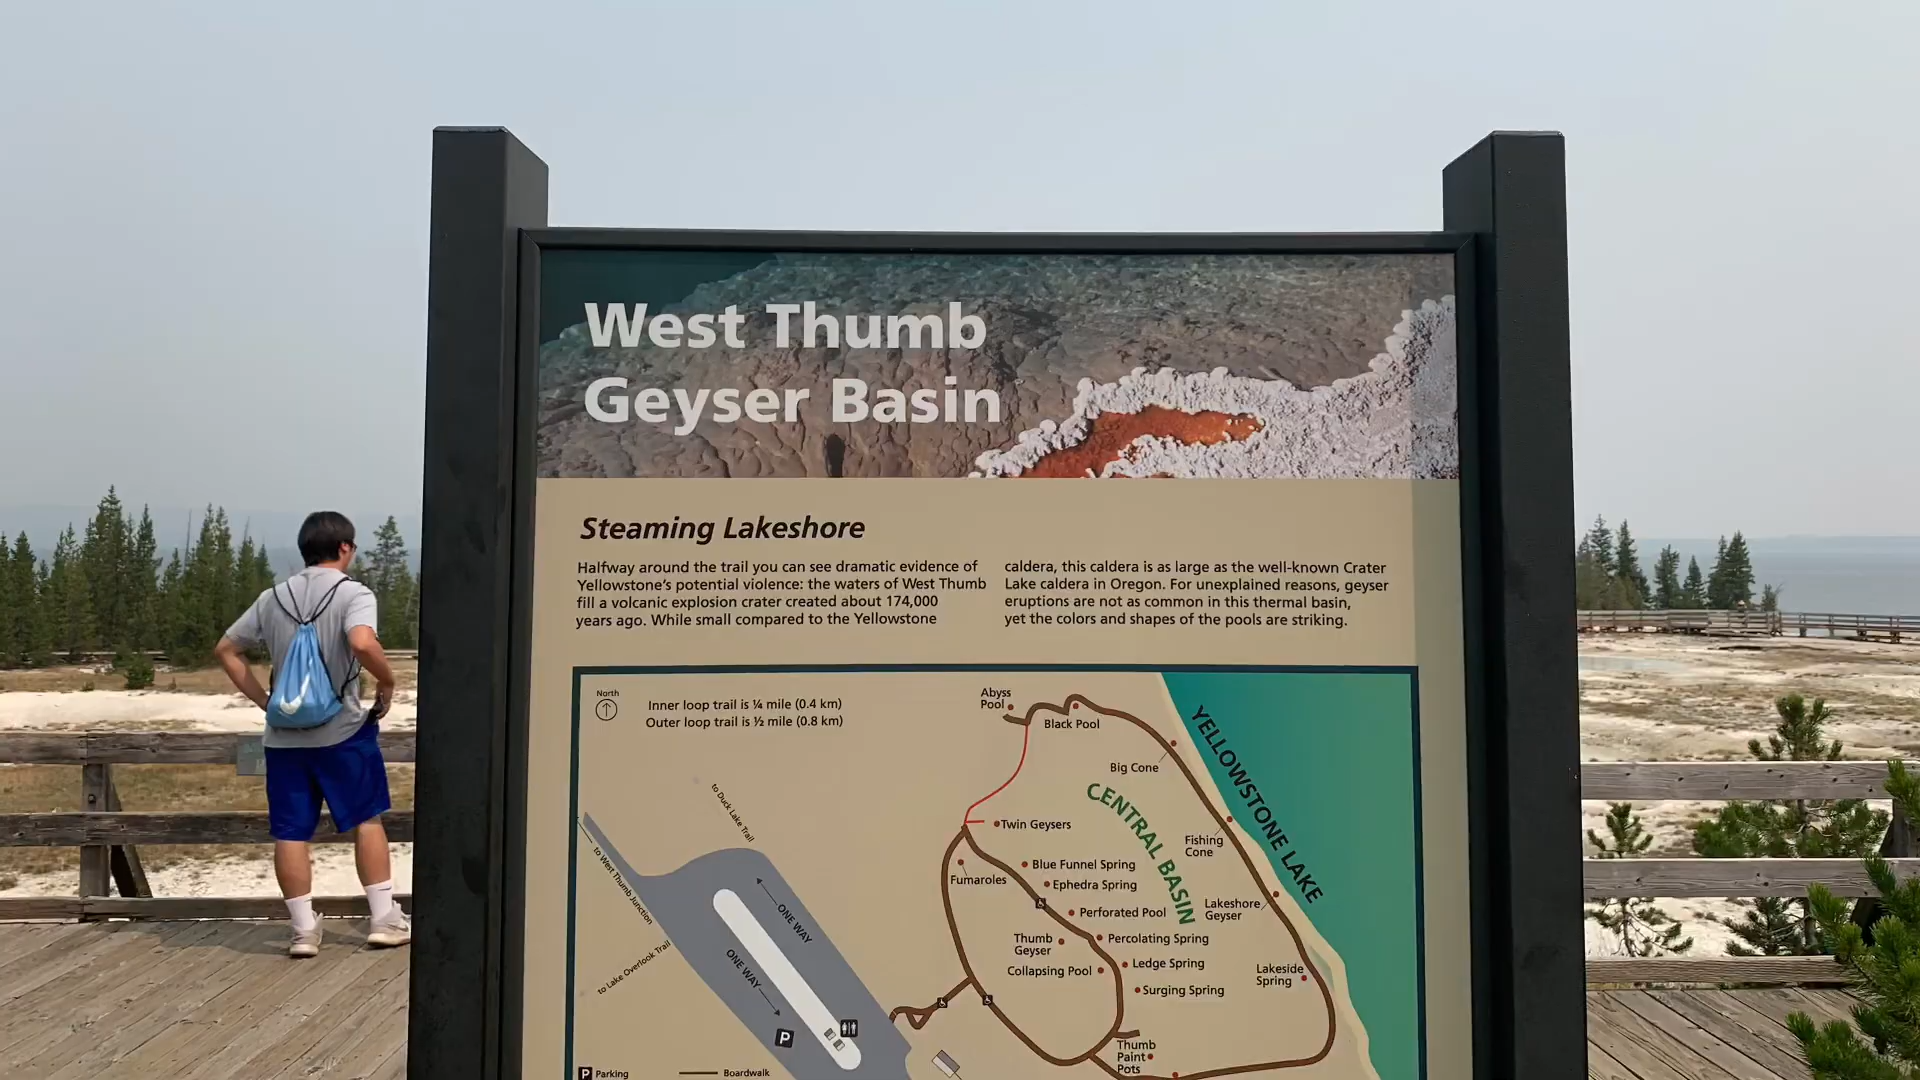 West Thumb
Geyser Basin
Steaming Lakeshore
Halfway around the trail you can see dramatic evidence of
Yellowstone's potential violence: the waters of West Thumb
fill a volcanic explosion crater created about 174,000
years ago. While small compared to the Yellowstone
caldera, this caldera is as large as the well-known Crater
Lake caldera in Oregon. For unexplained reasons, geyser
eruptions are not as common in this thermal basin,
yet the colors and shapes of the pools are striking.
North
Inner loop trail is ¼ mile (0.4 km)
Outer loop trail is ½ mile (0.8 km)
Abyss
Pool
Black Pool
YELLOWSTONE LAKE
Big Cone
CENTRAL BASIN
to Duck Lake Trail
Twin Geysers
Fishing
Cone
to West Thumb Junction
Blue Funnel Spring
Fumaroles
Ephedra Spring
ONE WAY
Lakeshore
Geyser
Perforated Pool
Thumb
Geyser
Percolating Spring
to Lake Overlook Trail
ONE WAY
Collapsing Pool
Ledge Spring
Lakeside
Spring
Surging Spring
P
Thumb
Paint
Pots
P Parking
Boardwalk